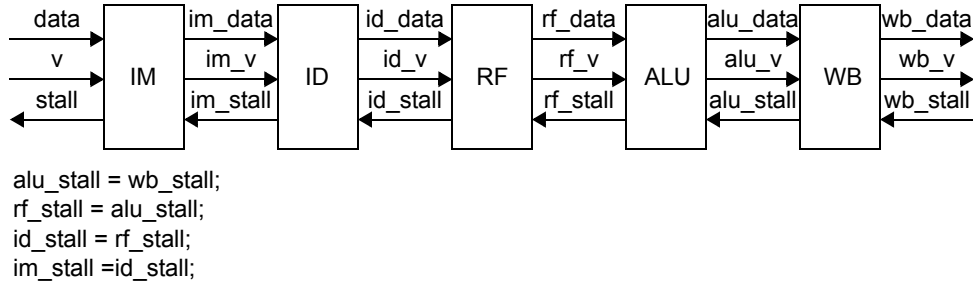 data im_data id_data rf_data alu_data wb_data
v IM im_v ID id_v RF rf_v ALU alu_v WB wb_v
stall im_stall id_stall rf_stall alu_stall wb_stall
alu_stall = wb_stall;
rf_stall = alu_stall;
id_stall = rf_stall;
im_stall =id_stall;